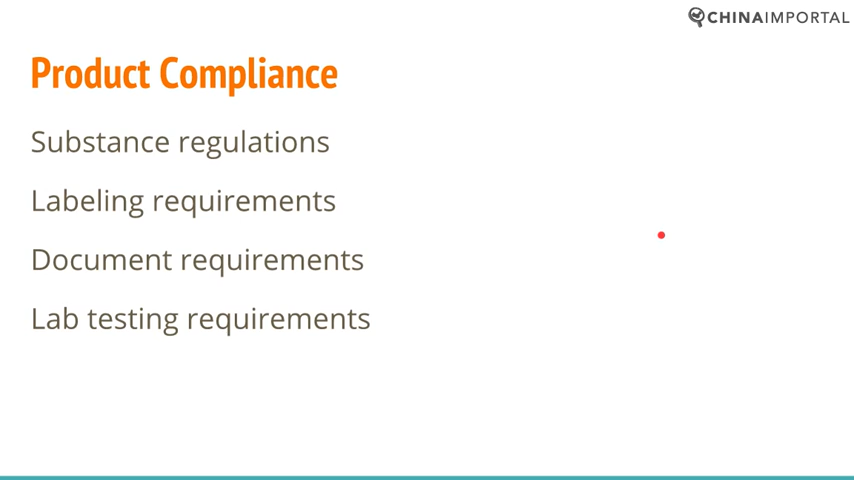 CHINAIMPORTAL
Product Compliance
Substance regulations
Labeling requirements
Document requirements
Lab testing requirements